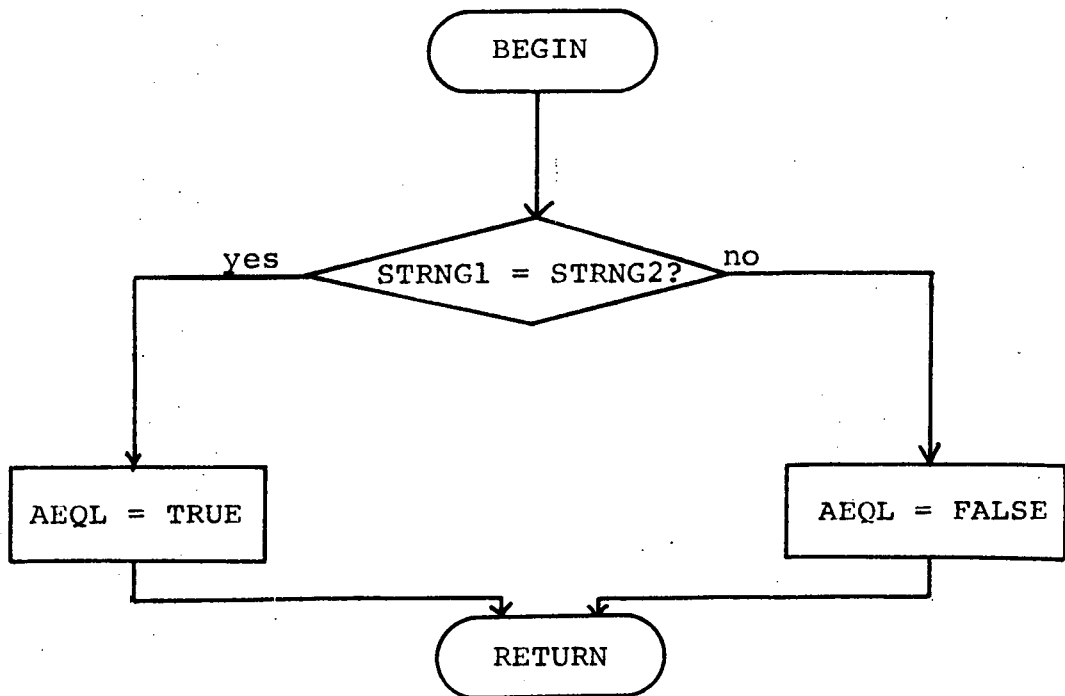 BEGIN
yes
STRNG1 = STRNG2?
no
AEQL = TRUE
AEQL = FALSE
RETURN